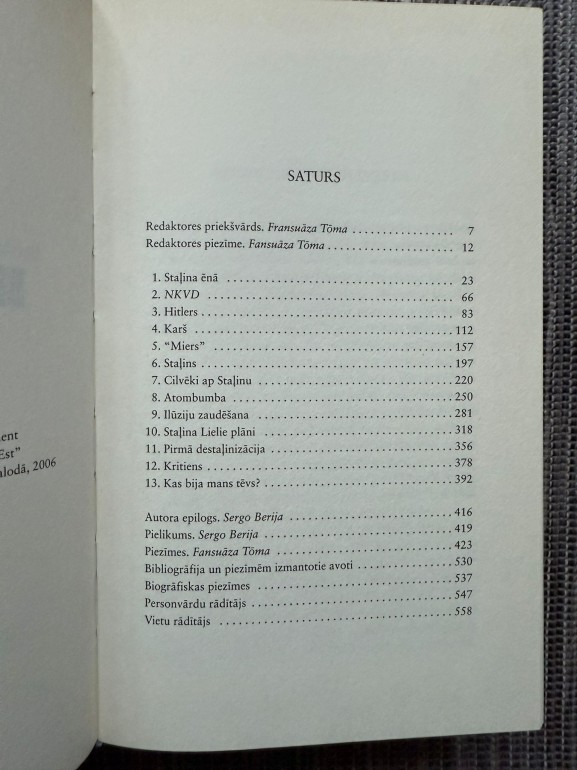 ent
Est”
alodā, 2006
SATURS
Redaktores priekšvārds. Fransuāza Toma .................. 7
Redaktores piezīme. Fansuāza Toma ...................... 12
1. Staļina ēnā ................................... 23
2. NKVD ...................................... 66
3. Hitlers ...................................... 83
4. Karš ....................................... 112
5. “Miers” ..................................... 157
6. Staļins ...................................... 197
7. Cilvēki ap Staļinu .............................. 220
8. Atombumba ................................. 250
9. Ilūziju zaudēšana .............................. 281
10. Staļina Lielie plāni ............................. 318
11. Pirmā destaļinizācija ........................... 356
12. Kritiens ..................................... 378
13. Kas bija mans tēvs? ............................ 392
Autora epilogs. Sergo Berija ........................... 416
Pielikums. Sergo Berija ............................... 419
Piezīmes. Fansuāza Toma ............................. 423
Bibliogrāfija un piezīmēm izmantotie avoti ............... 530
Biogrāfiskas piezīmes ................................ 537
Personvārdu rādītājs ................................ 547
Vietu rādītājs ..................................... 558